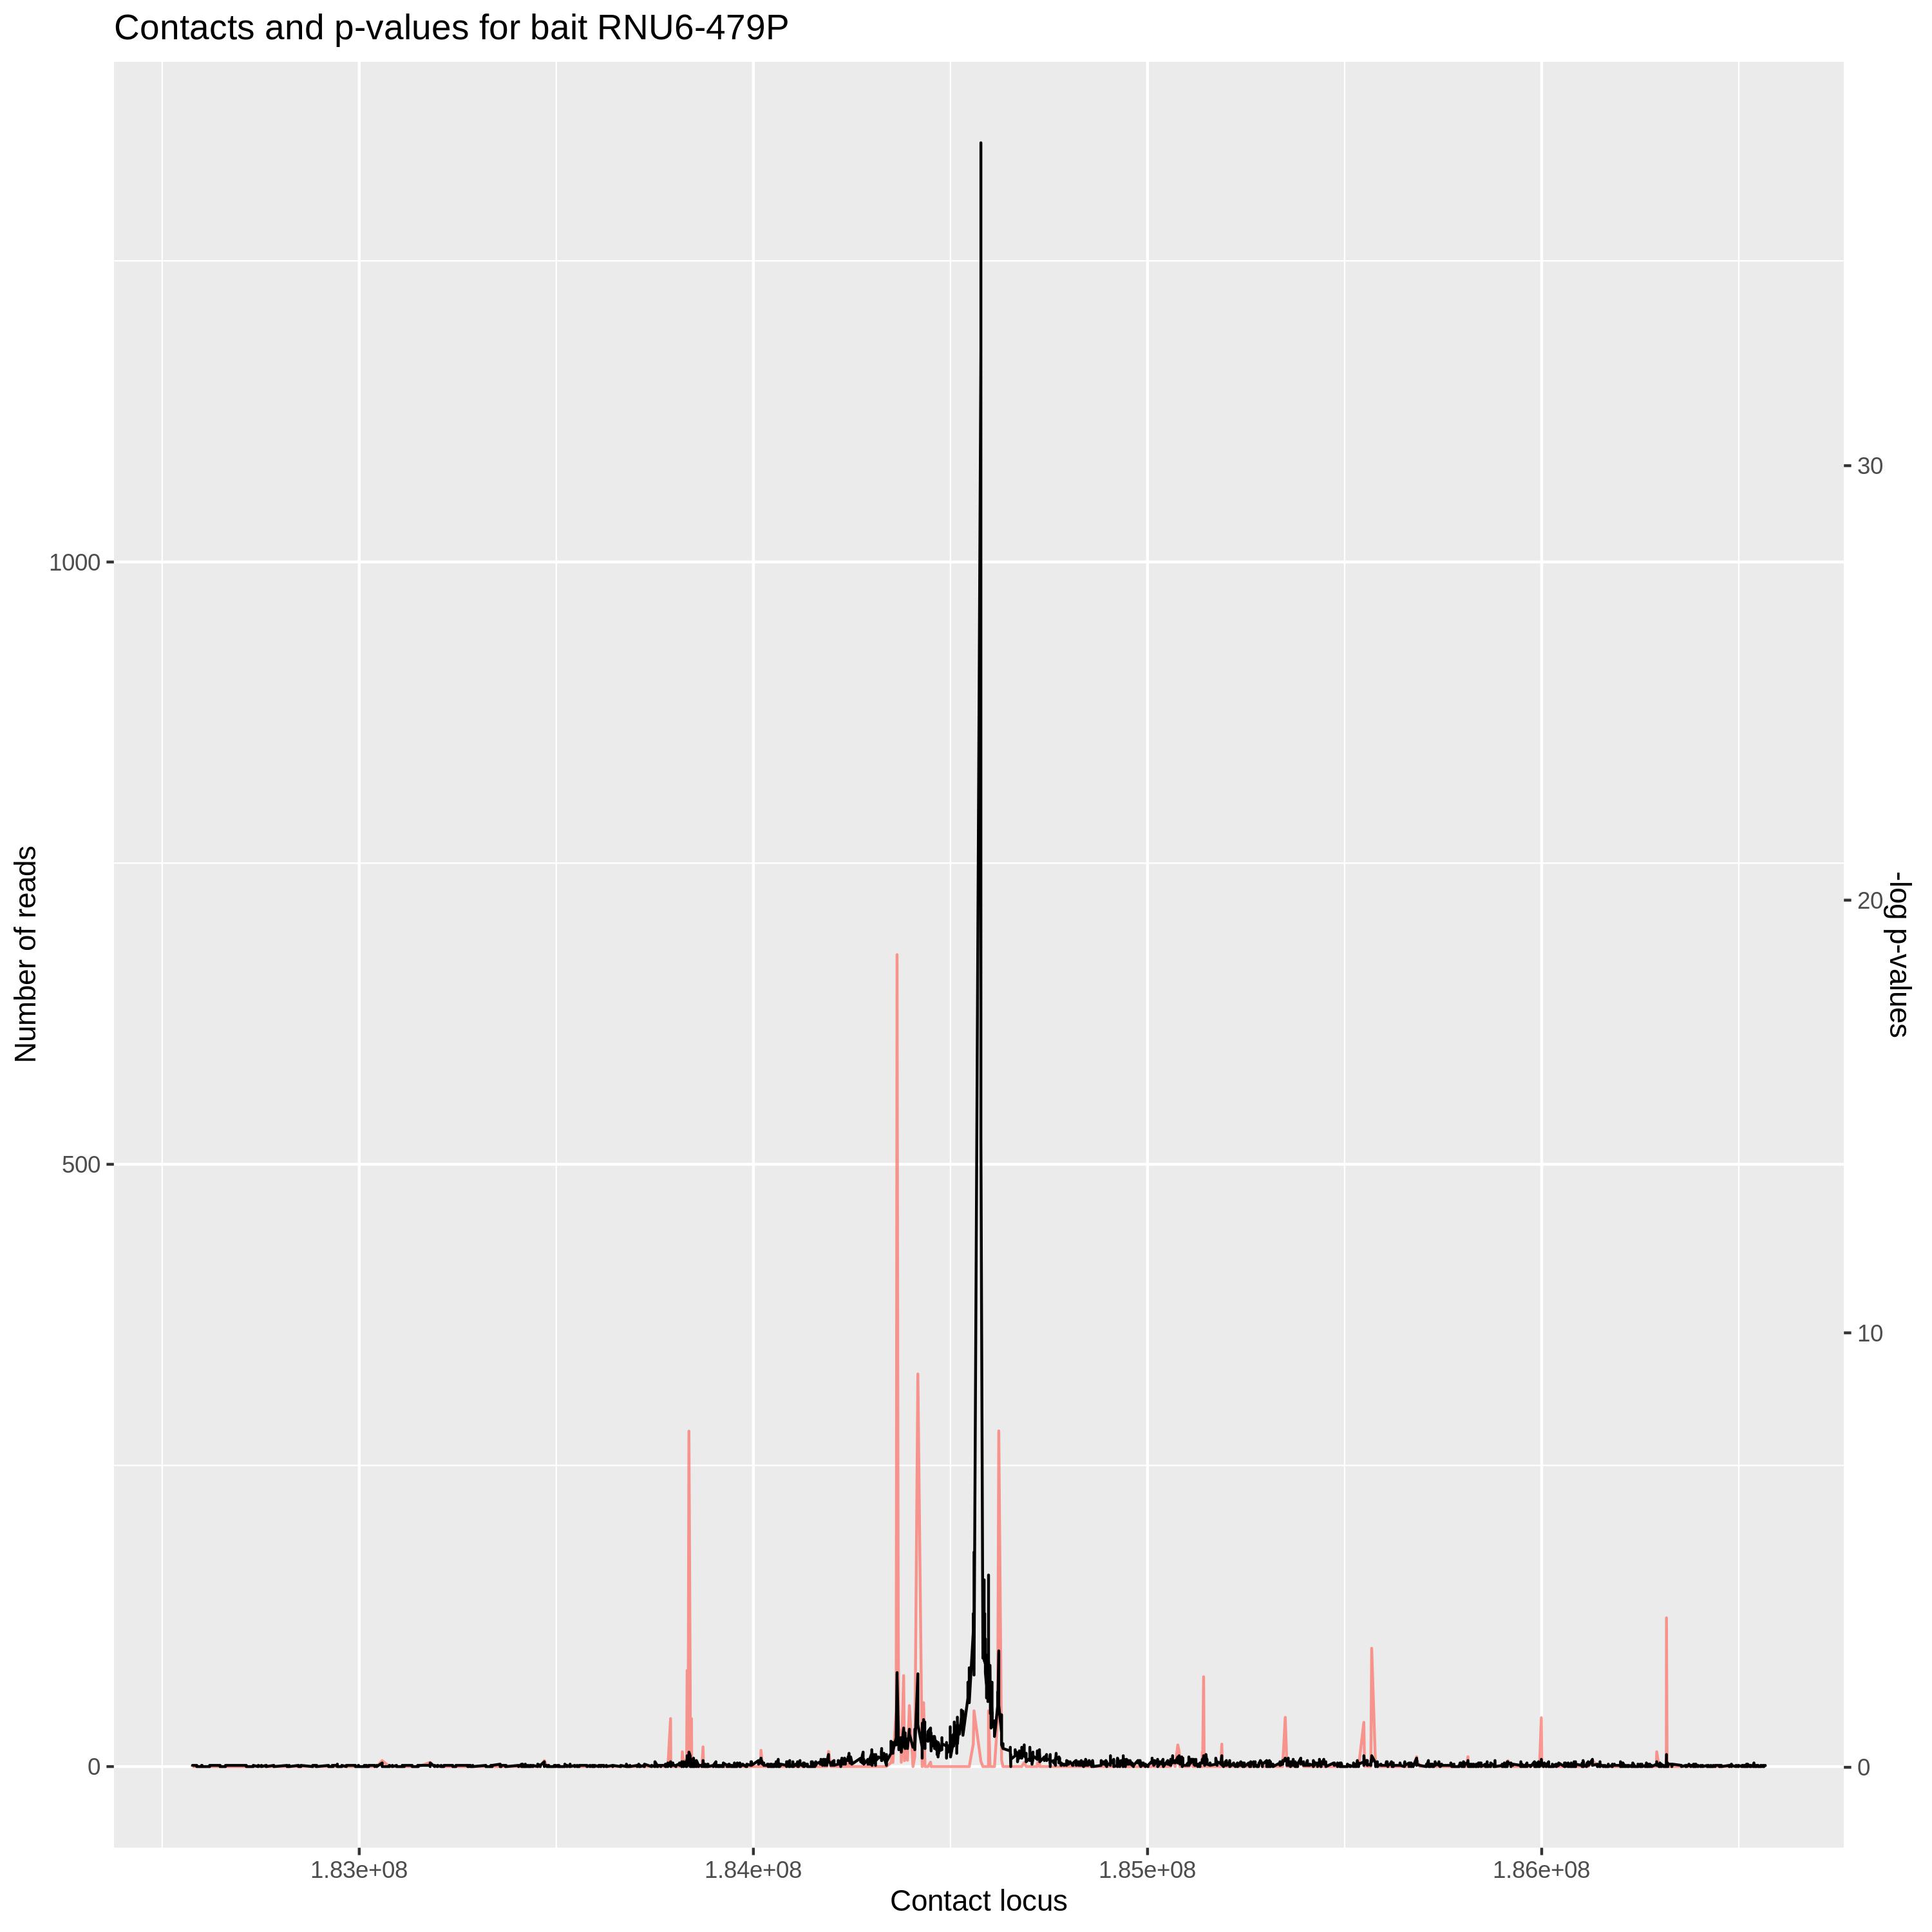 Contacts and p-values for bait RNU6-479P
Number of reads
1000
500
0
30
20
10
0
-log p-values
1.83e+08
1.84e+08
1.85e+08
1.86e+08
Contact locus